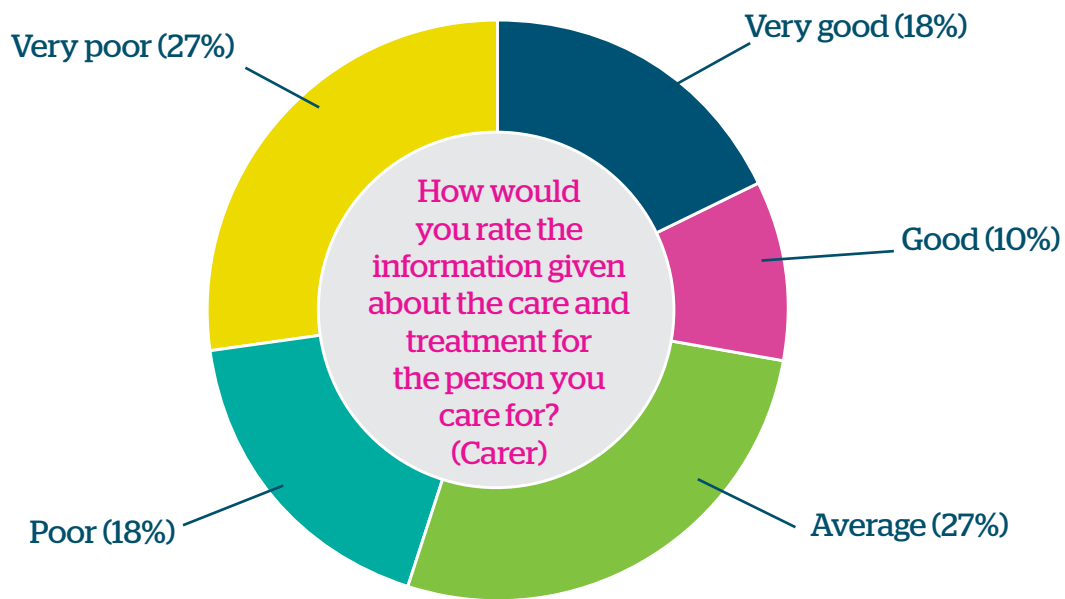 Very poor (27%)
Very good (18%)
How would
you rate the
information given
about the care and
treatment for
the person you
care for?
(Carer)
Good (10%)
Poor (18%)
Average (27%)